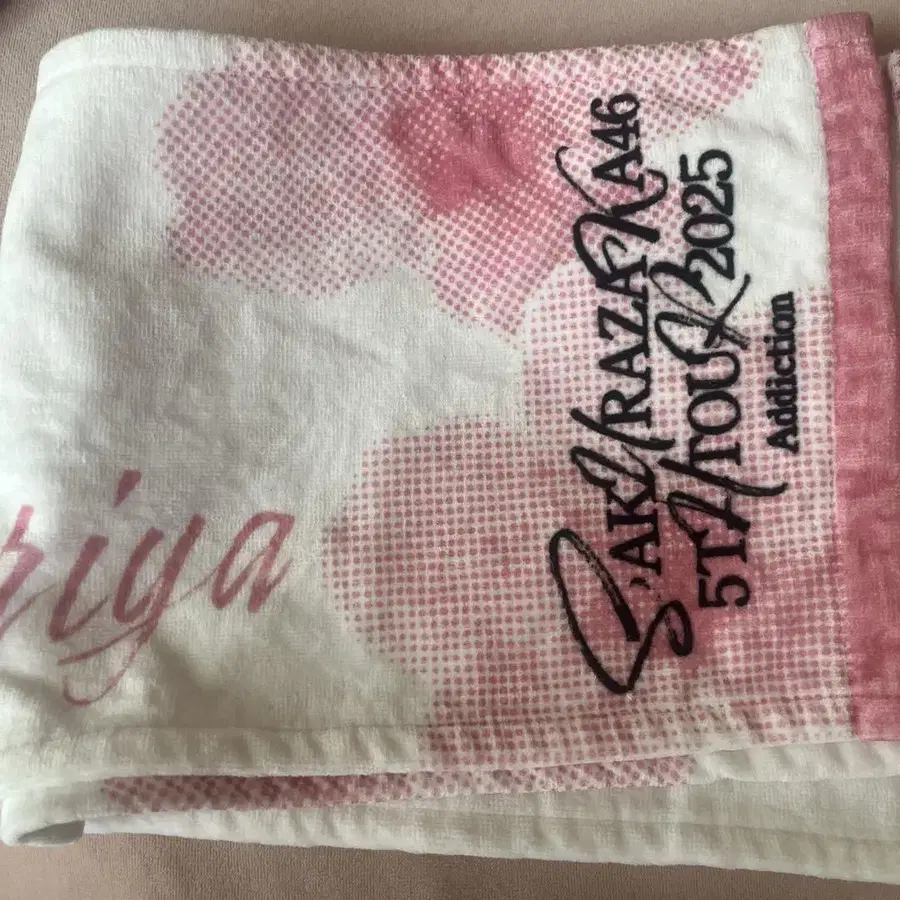 SAKURAZAKA46
5TH TOUR 2025
Addiction
riya